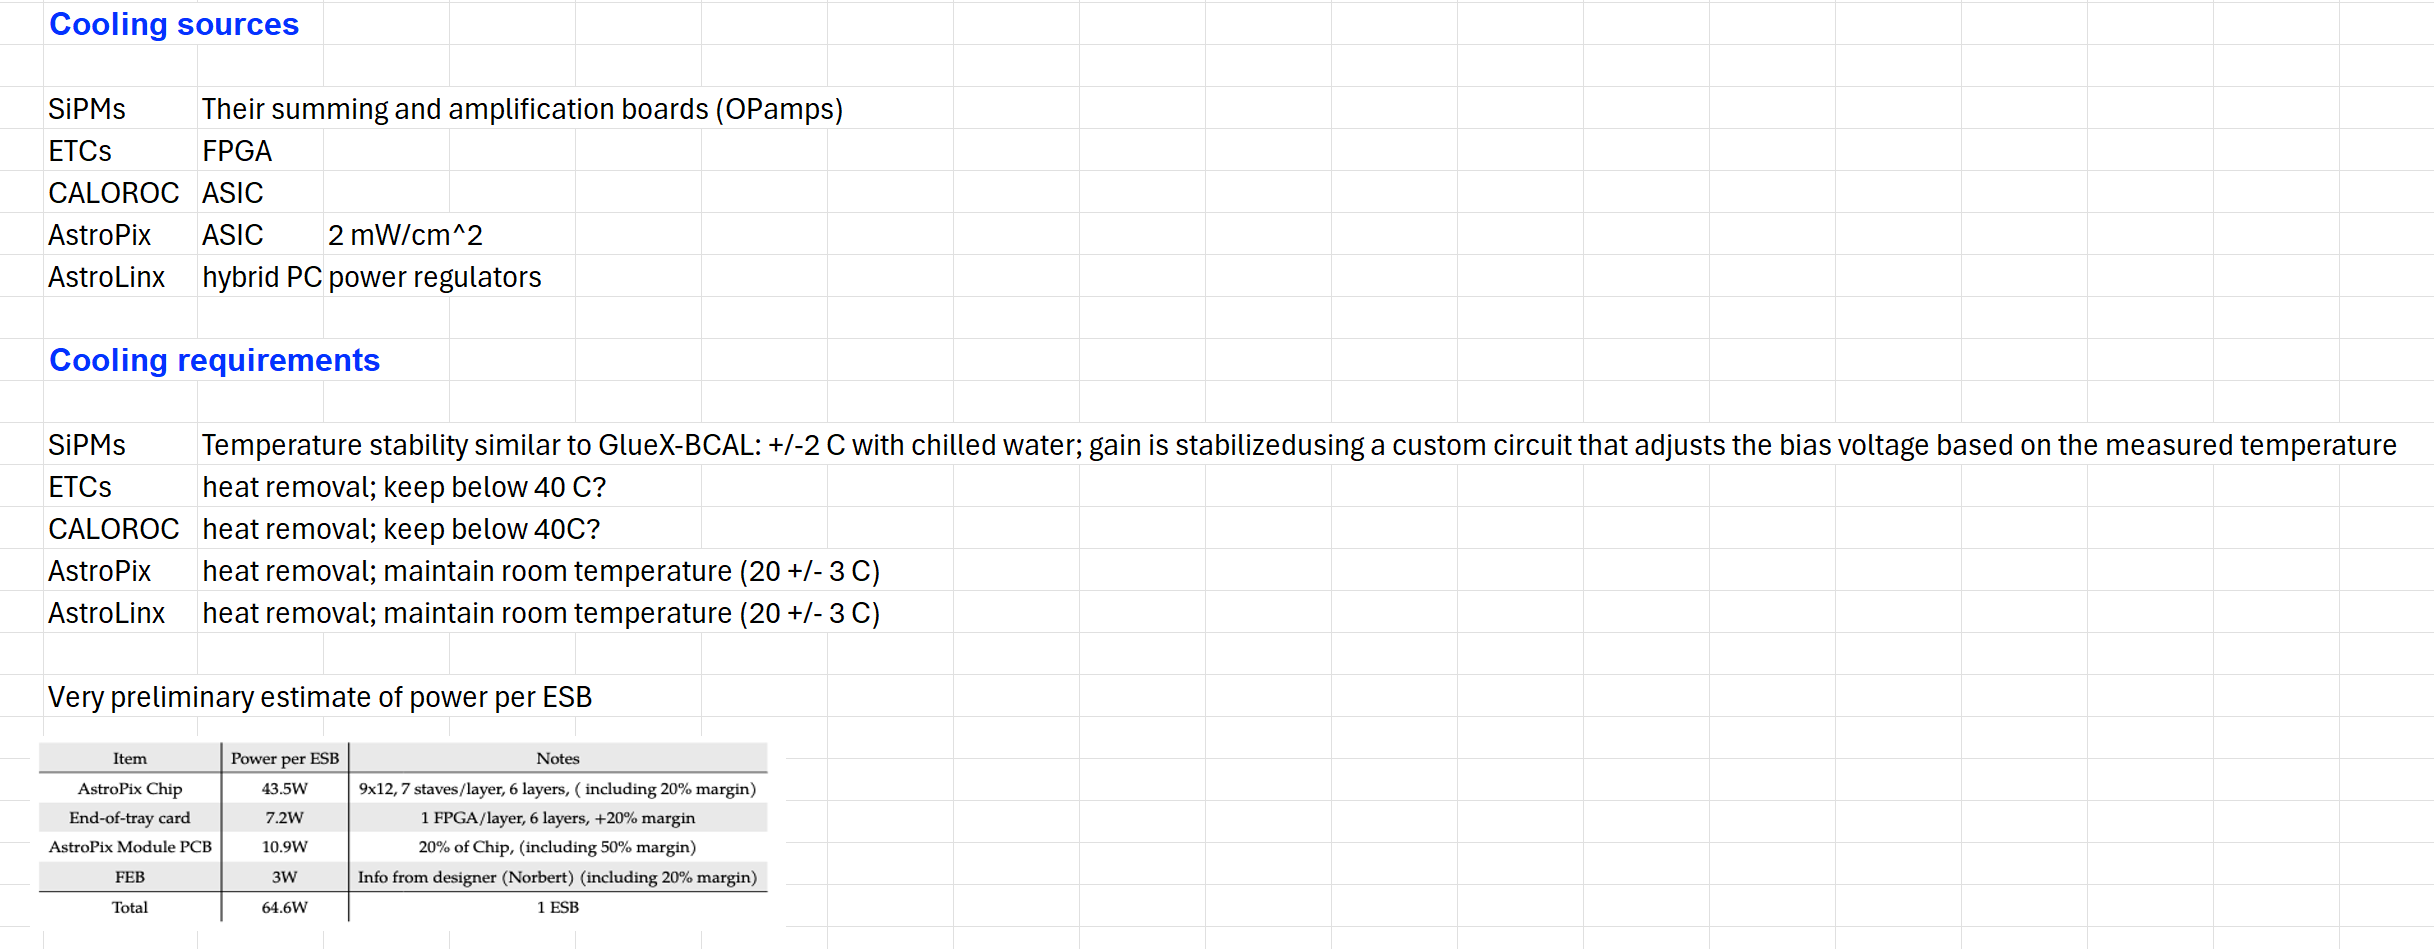 Cooling sources
SiPMs Their summing and amplification boards (OPamps)
ETCs FPGA
CALOROC ASIC
AstroPix ASIC 2 mW/cm^2
AstroLinx hybrid PC power regulators
Cooling requirements
SiPMs Temperature stability similar to GlueX-BCAL: +/-2 C with chilled water; gain is stabilizedusing a custom circuit that adjusts the bias voltage based on the measured temperature
ETCs heat removal; keep below 40 C?
CALOROC heat removal; keep below 40C?
AstroPix heat removal; maintain room temperature (20 +/- 3 C)
AstroLinx heat removal; maintain room temperature (20 +/- 3 C)
Very preliminary estimate of power per ESB
Item Power per ESB Notes
AstroPix Chip 43.5W 9x12, 7 staves/layer, 6 layers, ( including 20% margin)
End-of-tray card 7.2W 1 FPGA/layer, 6 layers, +20% margin
AstroPix Module PCB 10.9W 20% of Chip, (including 50% margin)
FEB 3W Info from designer (Norbert) (including 20% margin)
Total 64.6W 1 ESB